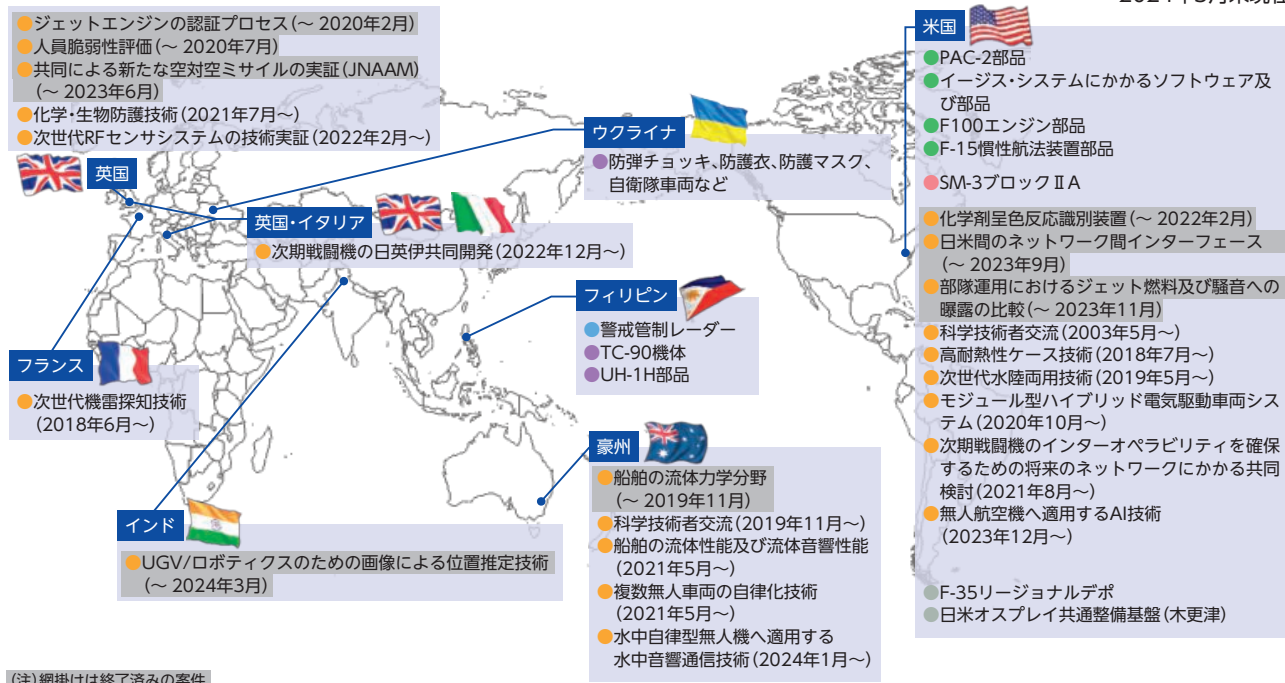 2024年3月末現在
●ジェットエンジンの認証プロセス(～ 2020年2月)
●人員脆弱性評価(～ 2020年7月)
●共同による新たな空対空ミサイルの実証(JNAAM)
(～ 2023年6月)
●化学・生物防護技術(2021年7月～)
●次世代RFセンサシステムの技術実証(2022年2月～)
英国
ウクライナ
●防弾チョッキ、防護衣、防護マスク、
自衛隊車両など
英国・イタリア
●次期戦闘機の日英伊共同開発(2022年12月～)
フランス
●次世代機雷探知技術
(2018年6月～)
フィリピン
●警戒管制レーダー
●TC-90機体
●UH-1H部品
インド
●UGV/ロボティクスのための画像による位置推定技術
(～ 2024年3月)
豪州
●船舶の流体力学分野
(～ 2019年11月)
●科学技術者交流(2019年11月～)
●船舶の流体性能及び流体音響性能
(2021年5月～)
●複数無人車両の自律化技術
(2021年5月～)
●水中自律型無人機へ適用する
水中音響通信技術(2024年1月～)
米国
●PAC-2部品
●イージス・システムにかかるソフトウェア及
び部品
●F100エンジン部品
●F-15慣性航法装置部品
●SM-3ブロックⅡA
●化学剤呈色反応識別装置(～ 2022年2月)
●日米間のネットワーク間インターフェース
(～ 2023年9月)
●部隊運用におけるジェット燃料及び騒音への
曝露の比較(～ 2023年11月)
●科学技術者交流(2003年5月～)
●高耐熱性ケース技術(2018年7月～)
●次世代水陸両用技術(2019年5月～)
●モジュール型ハイブリッド電気駆動車両シス
テム(2020年10月～)
●次期戦闘機のインターオペラビリティを確保
するための将来のネットワークにかかる共同
検討(2021年8月～)
●無人航空機へ適用するAI技術
(2023年12月～)
●F-35リージョナルデポ
●日米オスプレイ共通整備基盤(木更津)
(注)網掛けは終了済みの案件